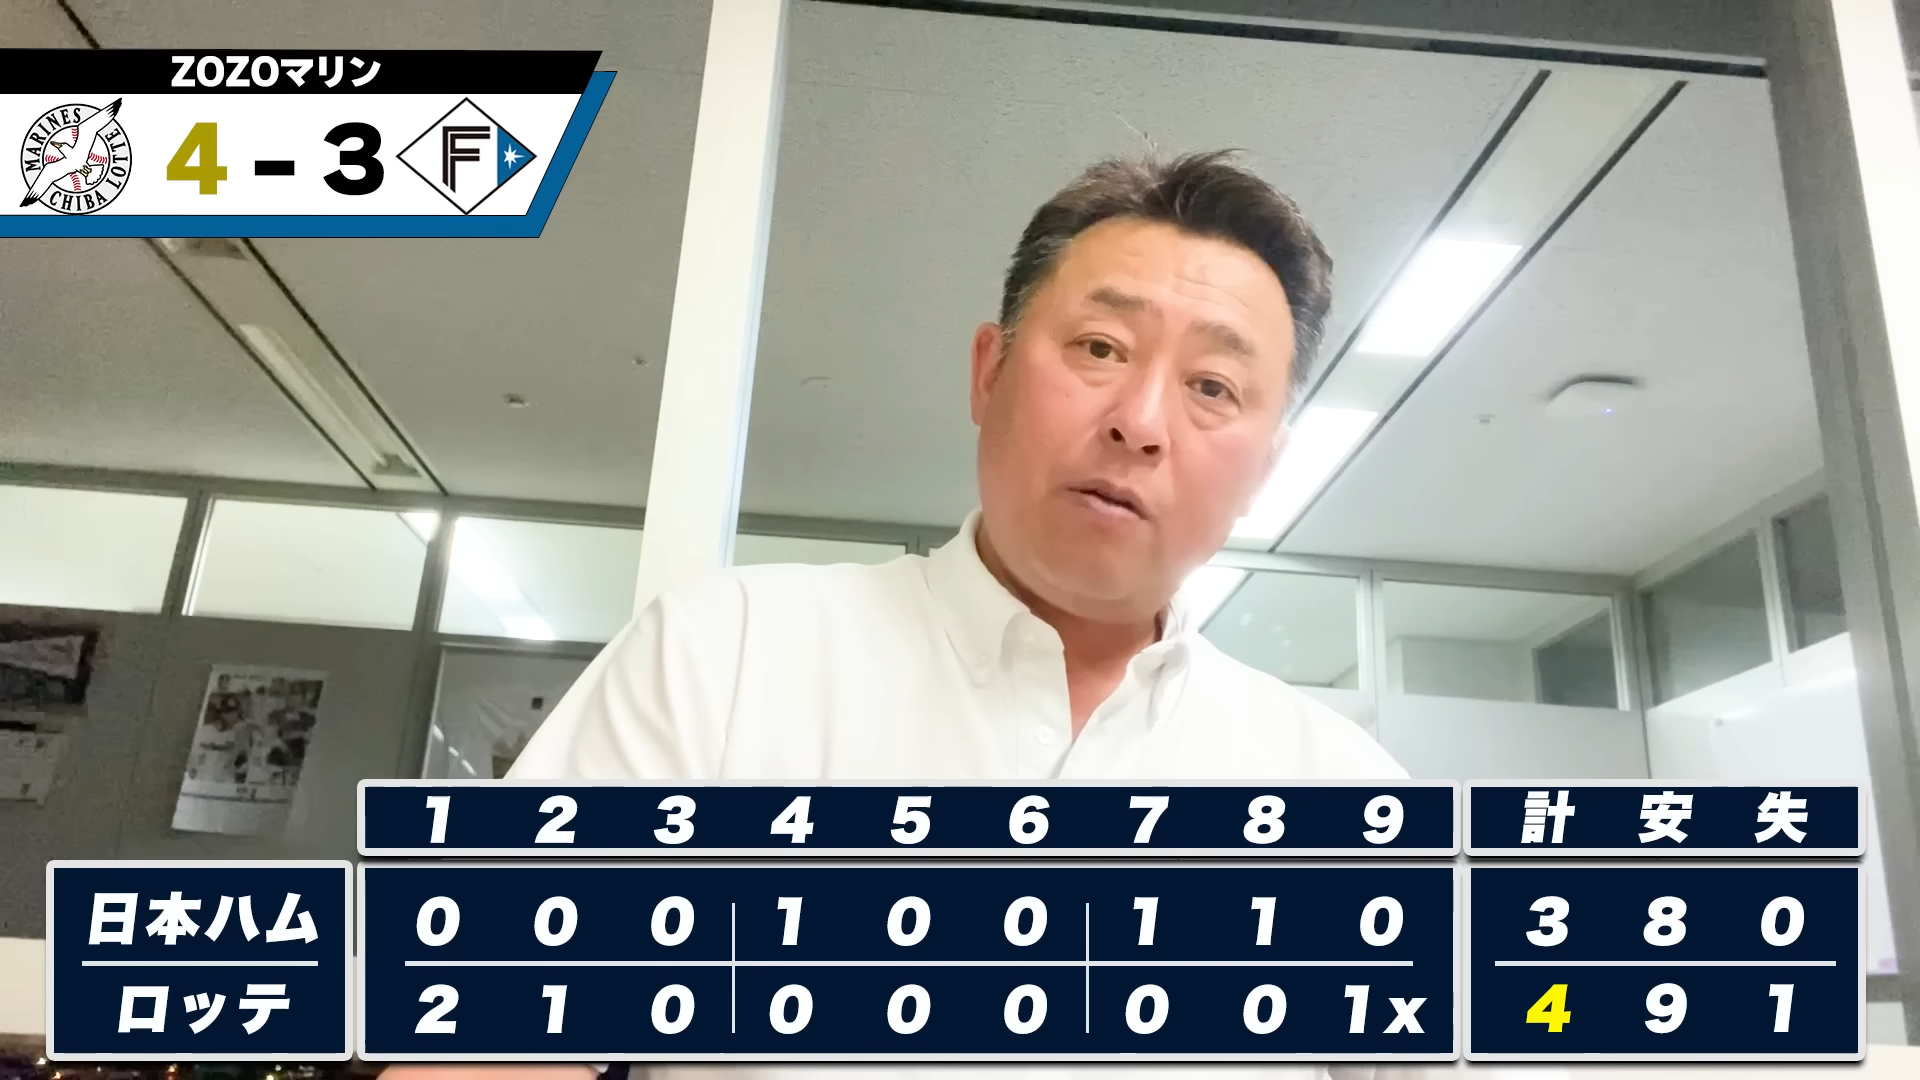 ZOZOマリン
MARINES
CHIBA LOTTE
4 - 3
F
1 2 3 4 5 6 7 8 9 計 安 失
日本ハム 0 0 0 1 0 0 1 1 0 3 8 0
ロッテ 2 1 0 0 0 0 0 0 1x 4 9 1